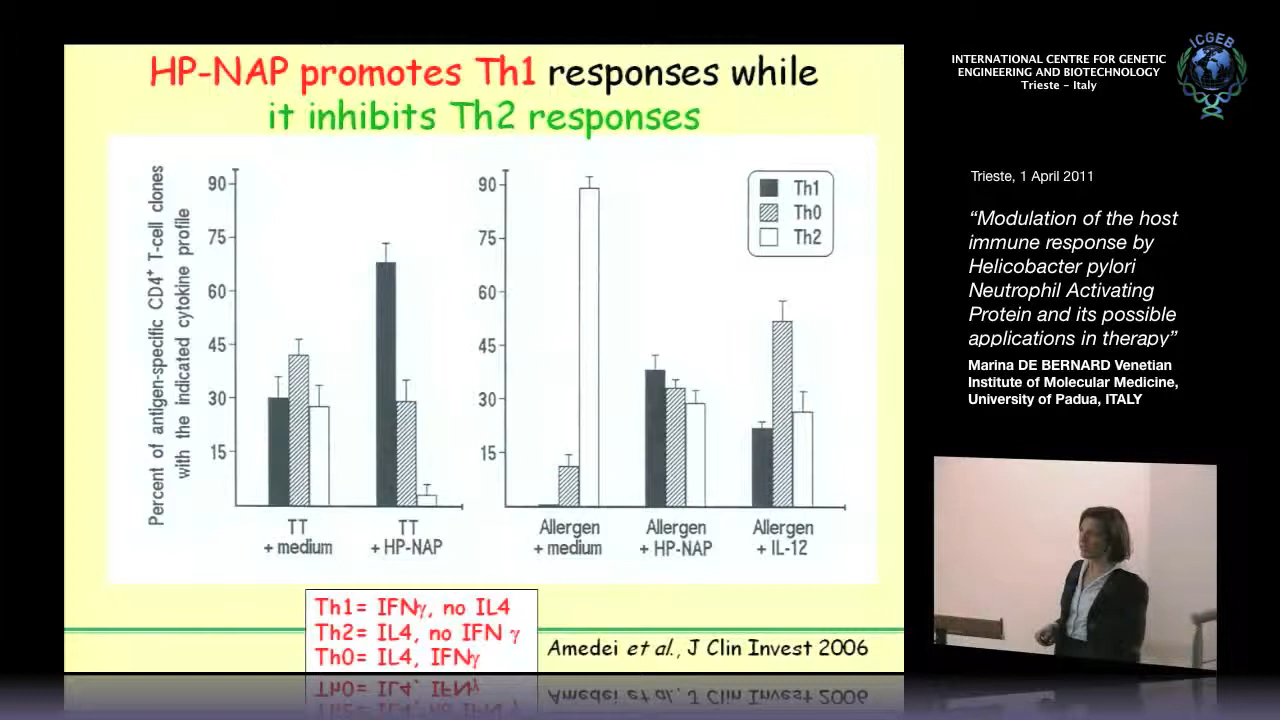 HP-NAP promotes Th1 responses while
it inhibits Th2 responses
Percent of antigen-specific CD4⁺ T-cell clones
with the indicated cytokine profile
90
75
60
45
30
15
TT
+ medium
TT
+ HP-NAP
90
75
60
45
30
15
Allergen
+ medium
Allergen
+ HP-NAP
Allergen
+ IL-12
Th1
Th0
Th2
Th1= IFNγ, no IL4
Th2= IL4, no IFN γ
Th0= IL4, IFNγ
Amedei et al., J Clin Invest 2006
INTERNATIONAL CENTRE FOR GENETIC
ENGINEERING AND BIOTECHNOLOGY
Trieste - Italy
ICGEB
Trieste, 1 April 2011
“Modulation of the host
immune response by
Helicobacter pylori
Neutrophil Activating
Protein and its possible
applications in therapy”
Marina DE BERNARD Venetian
Institute of Molecular Medicine,
University of Padua, ITALY